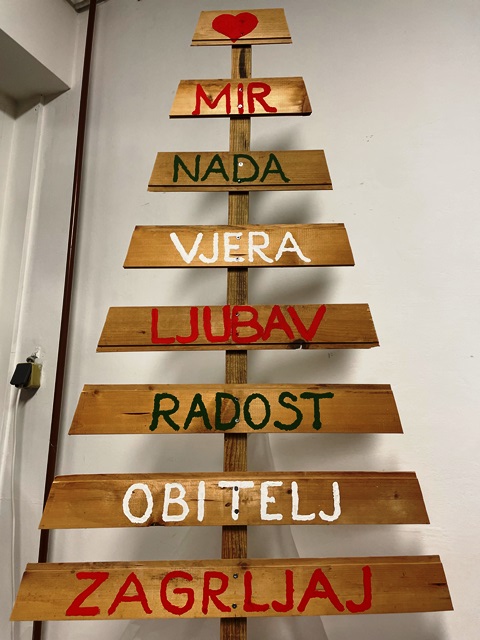 MIR
NADA
VJERA
LJUBAV
RADOST
OBITELJ
ZAGRLJAJ